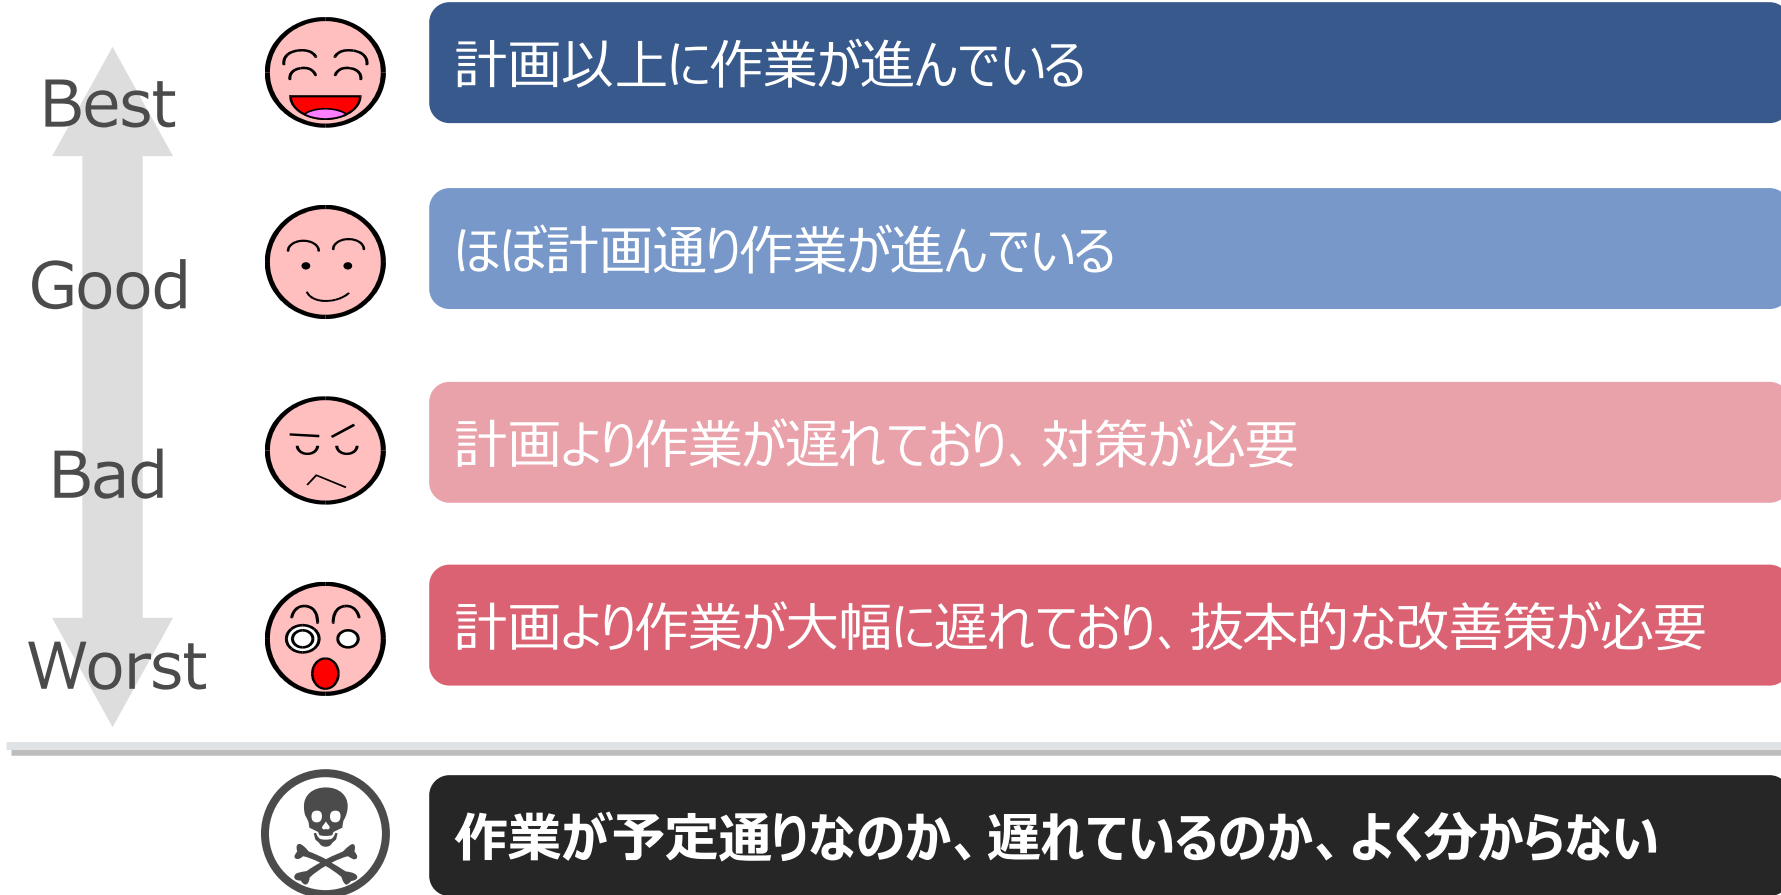 Best
計画以上に作業が進んでいる
Good
ほぼ計画通り作業が進んでいる
Bad
計画より作業が遅れており、対策が必要
Worst
計画より作業が大幅に遅れており、抜本的な改善策が必要
作業が予定通りなのか、遅れているのか、よく分からない